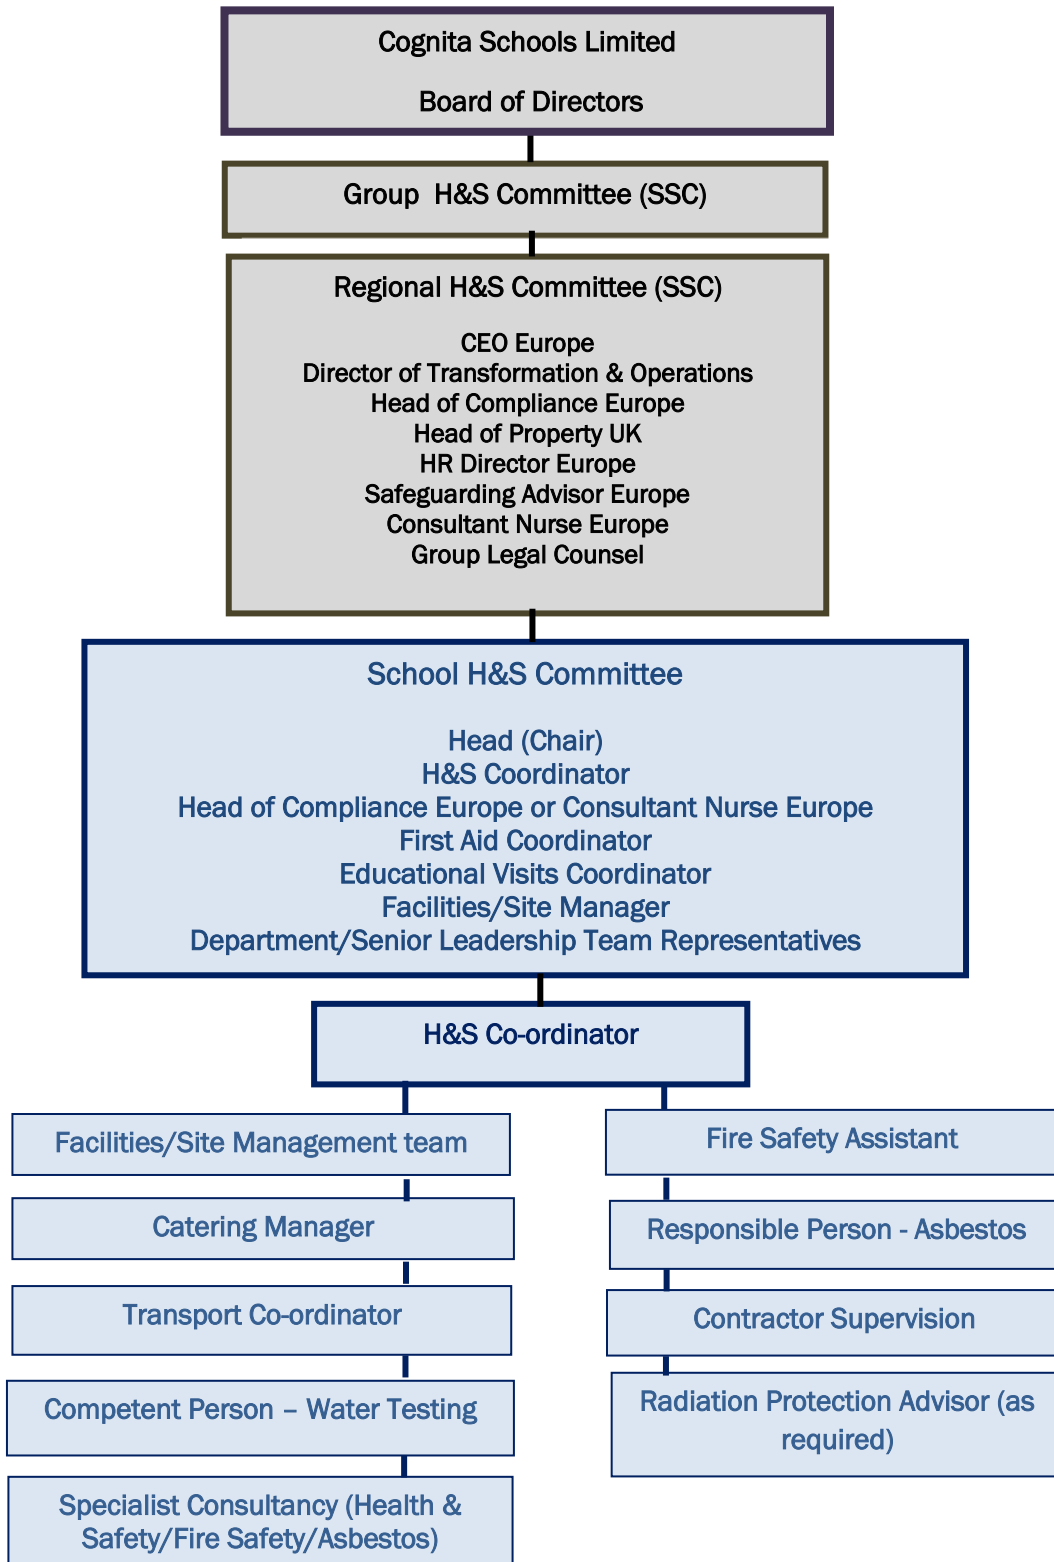 Cognita Schools Limited
Board of Directors
Group H&S Committee (SSC)
Regional H&S Committee (SSC)
CEO Europe
Director of Transformation & Operations
Head of Compliance Europe
Head of Property UK
HR Director Europe
Safeguarding Advisor Europe
Consultant Nurse Europe
Group Legal Counsel
School H&S Committee
Head (Chair)
H&S Coordinator
Head of Compliance Europe or Consultant Nurse Europe
First Aid Coordinator
Educational Visits Coordinator
Facilities/Site Manager
Department/Senior Leadership Team Representatives
H&S Co-ordinator
Facilities/Site Management team
Catering Manager
Transport Co-ordinator
Competent Person – Water Testing
Specialist Consultancy (Health &
Safety/Fire Safety/Asbestos)
Fire Safety Assistant
Responsible Person - Asbestos
Contractor Supervision
Radiation Protection Advisor (as
required)